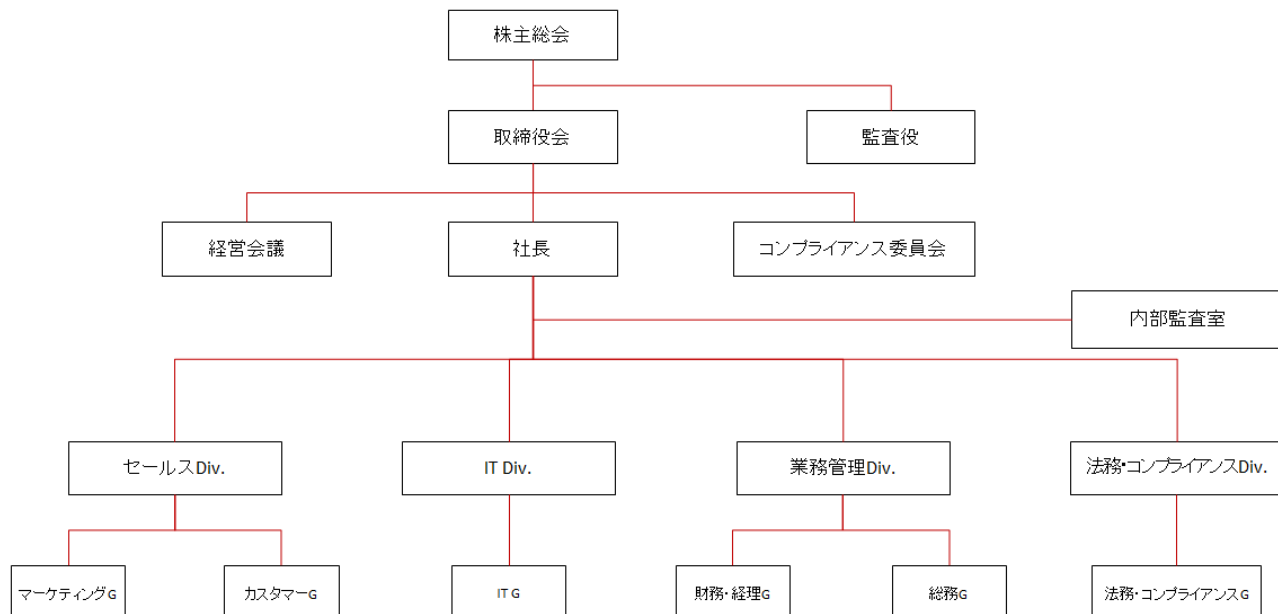 株主総会
取締役会
監査役
経営会議
社長
コンプライアンス委員会
内部監査室
セールスDiv.
IT Div.
業務管理Div.
法務・コンプライアンスDiv.
マーケティングG
カスタマーG
IT G
財務・経理G
総務G
法務・コンプライアンスG